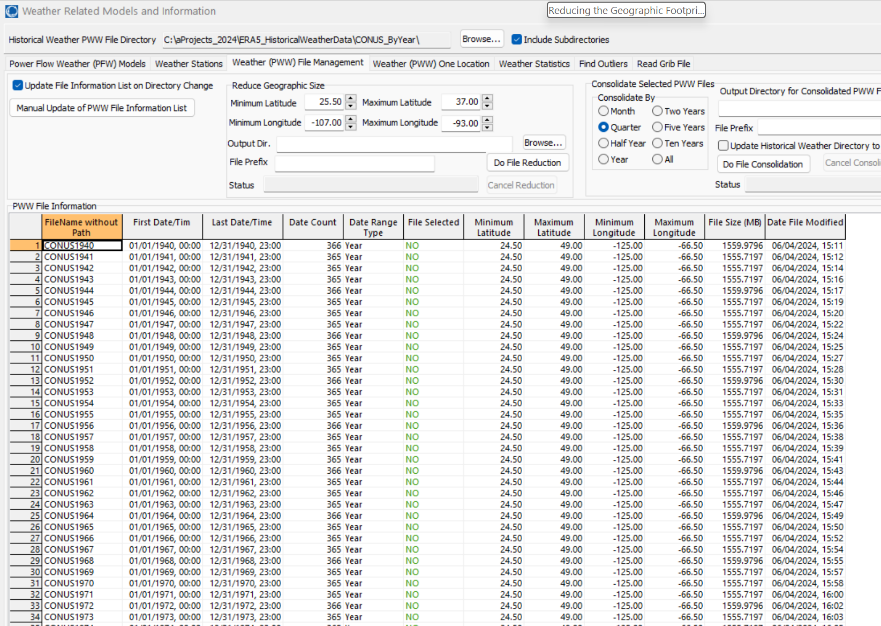 Weather Related Models and Information
Reducing the Geographic Footpri...
Historical Weather PWW File Directory C:\aProjects_2024\ERA5_HistoricalWeatherData\CONUS_ByYear\ Browse... Include Subdirectories
Power Flow Weather (PFW) Models Weather Stations Weather (PWW) File Management Weather (PWW) One Location Weather Statistics Find Outliers Read Grib File
Update File Information List on Directory Change
Manual Update of PWW File Information List
Reduce Geographic Size
Minimum Latitude 25.50 Maximum Latitude 37.00
Minimum Longitude -107.00 Maximum Longitude -93.00
Output Dir. Browse...
File Prefix Do File Reduction
Status Cancel Reduction
Consolidate Selected PWW Files
Consolidate By
Month Two Years
Quarter Five Years
Half Year Ten Years
Year All
Output Directory for Consolidated PWW F
File Prefix
Update Historical Weather Directory to
Do File Consolidation Cancel Consoli
Status
PWW File Information
FileName without Path First Date/Tim Last Date/Time Date Count Date Range Type File Selected Minimum Latitude Maximum Latitude Minimum Longitude Maximum Longitude File Size (MB) Date File Modified
1 CONUS1940 01/01/1940, 00:00 12/31/1940, 23:00 366 Year NO 24.50 49.00 -125.00 -66.50 1559.9796 06/04/2024, 15:11
2 CONUS1941 01/01/1941, 00:00 12/31/1941, 23:00 365 Year NO 24.50 49.00 -125.00 -66.50 1555.7197 06/04/2024, 15:12
3 CONUS1942 01/01/1942, 00:00 12/31/1942, 23:00 365 Year NO 24.50 49.00 -125.00 -66.50 1555.7197 06/04/2024, 15:14
4 CONUS1943 01/01/1943, 00:00 12/31/1943, 23:00 365 Year NO 24.50 49.00 -125.00 -66.50 1555.7197 06/04/2024, 15:16
5 CONUS1944 01/01/1944, 00:00 12/31/1944, 23:00 366 Year NO 24.50 49.00 -125.00 -66.50 1559.9796 06/04/2024, 15:17
6 CONUS1945 01/01/1945, 00:00 12/31/1945, 23:00 365 Year NO 24.50 49.00 -125.00 -66.50 1555.7197 06/04/2024, 15:19
7 CONUS1946 01/01/1946, 00:00 12/31/1946, 23:00 365 Year NO 24.50 49.00 -125.00 -66.50 1555.7197 06/04/2024, 15:20
8 CONUS1947 01/01/1947, 00:00 12/31/1947, 23:00 365 Year NO 24.50 49.00 -125.00 -66.50 1555.7197 06/04/2024, 15:22
9 CONUS1948 01/01/1948, 00:00 12/31/1948, 23:00 366 Year NO 24.50 49.00 -125.00 -66.50 1559.9796 06/04/2024, 15:24
10 CONUS1949 01/01/1949, 00:00 12/31/1949, 23:00 365 Year NO 24.50 49.00 -125.00 -66.50 1555.7197 06/04/2024, 15:25
11 CONUS1950 01/01/1950, 00:00 12/31/1950, 23:00 365 Year NO 24.50 49.00 -125.00 -66.50 1555.7197 06/04/2024, 15:27
12 CONUS1951 01/01/1951, 00:00 12/31/1951, 23:00 365 Year NO 24.50 49.00 -125.00 -66.50 1555.7197 06/04/2024, 15:28
13 CONUS1952 01/01/1952, 00:00 12/31/1952, 23:00 366 Year NO 24.50 49.00 -125.00 -66.50 1559.9796 06/04/2024, 15:30
14 CONUS1953 01/01/1953, 00:00 12/31/1953, 23:00 365 Year NO 24.50 49.00 -125.00 -66.50 1555.7197 06/04/2024, 15:31
15 CONUS1954 01/01/1954, 00:00 12/31/1954, 23:00 365 Year NO 24.50 49.00 -125.00 -66.50 1555.7197 06/04/2024, 15:33
16 CONUS1955 01/01/1955, 00:00 12/31/1955, 23:00 365 Year NO 24.50 49.00 -125.00 -66.50 1555.7197 06/04/2024, 15:35
17 CONUS1956 01/01/1956, 00:00 12/31/1956, 23:00 366 Year NO 24.50 49.00 -125.00 -66.50 1559.9796 06/04/2024, 15:36
18 CONUS1957 01/01/1957, 00:00 12/31/1957, 23:00 365 Year NO 24.50 49.00 -125.00 -66.50 1555.7197 06/04/2024, 15:38
19 CONUS1958 01/01/1958, 00:00 12/31/1958, 23:00 365 Year NO 24.50 49.00 -125.00 -66.50 1555.7197 06/04/2024, 15:39
20 CONUS1959 01/01/1959, 00:00 12/31/1959, 23:00 365 Year NO 24.50 49.00 -125.00 -66.50 1555.7197 06/04/2024, 15:41
21 CONUS1960 01/01/1960, 00:00 12/31/1960, 23:00 366 Year NO 24.50 49.00 -125.00 -66.50 1559.9796 06/04/2024, 15:43
22 CONUS1961 01/01/1961, 00:00 12/31/1961, 23:00 365 Year NO 24.50 49.00 -125.00 -66.50 1555.7197 06/04/2024, 15:44
23 CONUS1962 01/01/1962, 00:00 12/31/1962, 23:00 365 Year NO 24.50 49.00 -125.00 -66.50 1555.7197 06/04/2024, 15:46
24 CONUS1963 01/01/1963, 00:00 12/31/1963, 23:00 365 Year NO 24.50 49.00 -125.00 -66.50 1555.7197 06/04/2024, 15:47
25 CONUS1964 01/01/1964, 00:00 12/31/1964, 23:00 366 Year NO 24.50 49.00 -125.00 -66.50 1559.9796 06/04/2024, 15:49
26 CONUS1965 01/01/1965, 00:00 12/31/1965, 23:00 365 Year NO 24.50 49.00 -125.00 -66.50 1555.7197 06/04/2024, 15:50
27 CONUS1966 01/01/1966, 00:00 12/31/1966, 23:00 365 Year NO 24.50 49.00 -125.00 -66.50 1555.7197 06/04/2024, 15:52
28 CONUS1967 01/01/1967, 00:00 12/31/1967, 23:00 365 Year NO 24.50 49.00 -125.00 -66.50 1555.7197 06/04/2024, 15:54
29 CONUS1968 01/01/1968, 00:00 12/31/1968, 23:00 366 Year NO 24.50 49.00 -125.00 -66.50 1559.9796 06/04/2024, 15:55
30 CONUS1969 01/01/1969, 00:00 12/31/1969, 23:00 365 Year NO 24.50 49.00 -125.00 -66.50 1555.7197 06/04/2024, 15:57
31 CONUS1970 01/01/1970, 00:00 12/31/1970, 23:00 365 Year NO 24.50 49.00 -125.00 -66.50 1555.7197 06/04/2024, 15:58
32 CONUS1971 01/01/1971, 00:00 12/31/1971, 23:00 365 Year NO 24.50 49.00 -125.00 -66.50 1555.7197 06/04/2024, 16:00
33 CONUS1972 01/01/1972, 00:00 12/31/1972, 23:00 366 Year NO 24.50 49.00 -125.00 -66.50 1559.9796 06/04/2024, 16:02
34 CONUS1973 01/01/1973, 00:00 12/31/1973, 23:00 365 Year NO 24.50 49.00 -125.00 -66.50 1555.7197 06/04/2024, 16:03